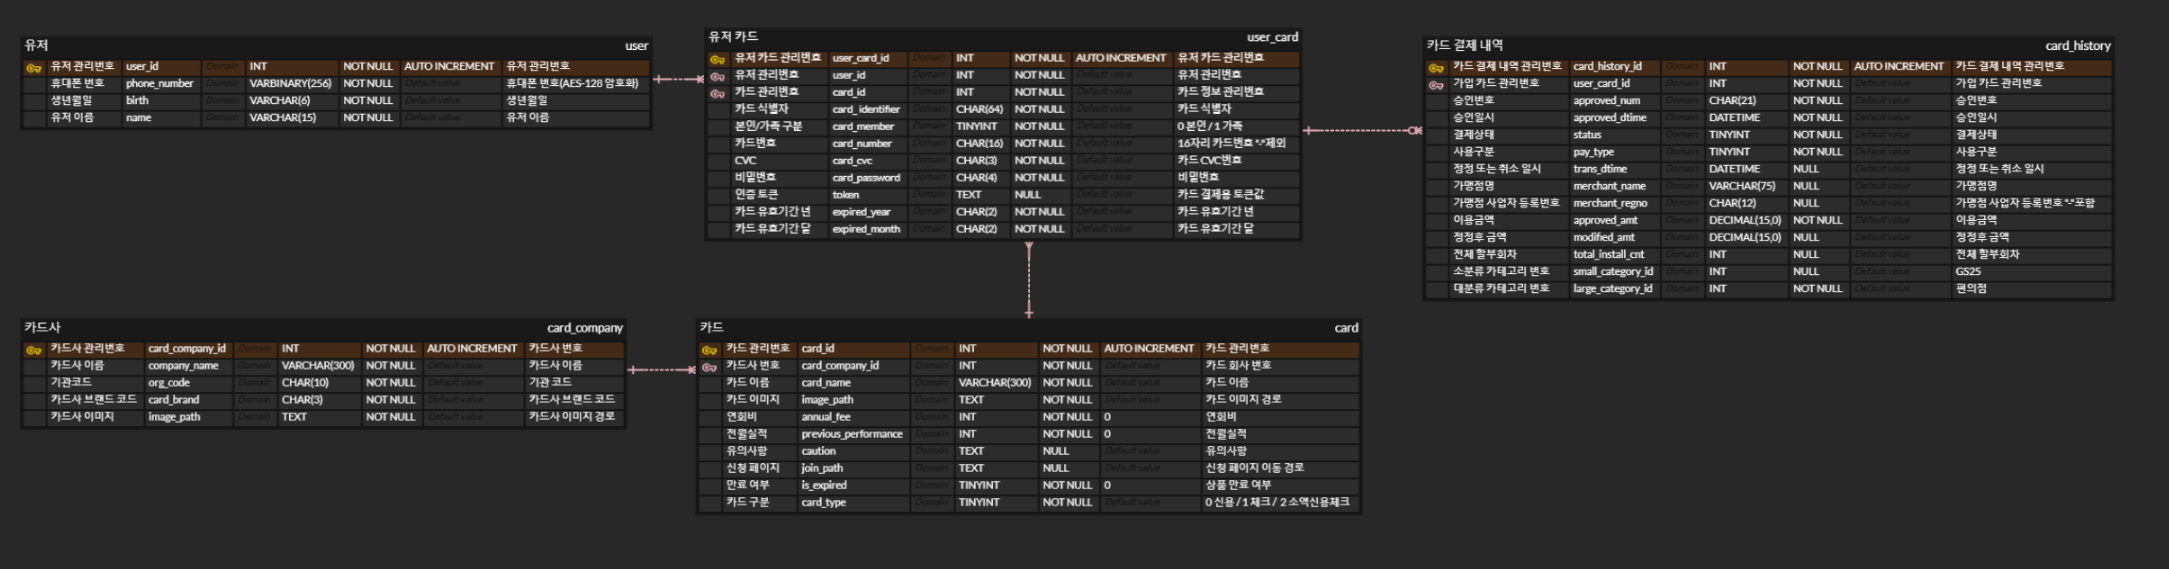 유저 user
유저 관리번호 user_id Domain INT NOT NULL AUTO INCREMENT 유저 관리번호
휴대폰 번호 phone_number Domain VARBINARY(256) NOT NULL Default value 휴대폰 번호(AES-128 암호화)
생년월일 birth Domain VARCHAR(6) NOT NULL Default value 생년월일
유저 이름 name Domain VARCHAR(15) NOT NULL Default value 유저 이름
유저 카드 user_card
유저 카드 관리번호 user_card_id Domain INT NOT NULL AUTO INCREMENT 유저 카드 관리번호
유저 관리번호 user_id Domain INT NOT NULL Default value 유저 관리번호
카드 관리번호 card_id Domain INT NOT NULL Default value 카드 정보 관리번호
카드 식별자 card_identifier Domain CHAR(64) NOT NULL Default value 카드 식별자
본인/가족 구분 card_member Domain TINYINT NOT NULL Default value 0 본인 / 1 가족
카드번호 card_number Domain CHAR(16) NOT NULL Default value 16자리 카드번호 "-"제외
CVC card_cvc Domain CHAR(3) NOT NULL Default value 카드 CVC번호
비밀번호 card_password Domain CHAR(4) NOT NULL Default value 비밀번호
인증 토큰 token Domain TEXT NULL Default value 카드 결제용 토큰값
카드 유효기간 년 expired_year Domain CHAR(2) NOT NULL Default value 카드 유효기간 년
카드 유효기간 달 expired_month Domain CHAR(2) NOT NULL Default value 카드 유효기간 달
카드 결제 내역 card_history
카드 결제 내역 관리번호 card_history_id Domain INT NOT NULL AUTO INCREMENT 카드 결제 내역 관리번호
가입 카드 관리번호 user_card_id Domain INT NOT NULL Default value 가입 카드 관리번호
승인번호 approved_num Domain CHAR(21) NOT NULL Default value 승인번호
승인일시 approved_dtime Domain DATETIME NOT NULL Default value 승인일시
결제상태 status Domain TINYINT NOT NULL Default value 결제상태
사용구분 pay_type Domain TINYINT NOT NULL Default value 사용구분
정정 또는 취소 일시 trans_dtime Domain DATETIME NULL Default value 정정 또는 취소 일시
가맹점명 merchant_name Domain VARCHAR(75) NULL Default value 가맹점명
가맹점 사업자 등록번호 merchant_regno Domain CHAR(12) NULL Default value 가맹점 사업자 등록번호 "-"포함
이용금액 approved_amt Domain DECIMAL(15,0) NOT NULL Default value 이용금액
정정후 금액 modified_amt Domain DECIMAL(15,0) NULL Default value 정정후 금액
전체 할부회차 total_install_cnt Domain INT NULL Default value 전체 할부회차
소분류 카테고리 번호 small_category_id Domain INT NULL Default value GS25
대분류 카테고리 번호 large_category_id Domain INT NOT NULL Default value 편의점
카드사 card_company
카드사 관리번호 card_company_id Domain INT NOT NULL AUTO INCREMENT 카드사 번호
카드사 이름 company_name Domain VARCHAR(300) NOT NULL Default value 카드사 이름
기관코드 org_code Domain CHAR(10) NOT NULL Default value 기관 코드
카드사 브랜드 코드 card_brand Domain CHAR(3) NOT NULL Default value 카드사 브랜드 코드
카드사 이미지 image_path Domain TEXT NOT NULL Default value 카드사 이미지 경로
카드 card
카드 관리번호 card_id Domain INT NOT NULL AUTO INCREMENT 카드 관리번호
카드사 번호 card_company_id Domain INT NOT NULL Default value 카드 회사 번호
카드 이름 card_name Domain VARCHAR(300) NOT NULL Default value 카드 이름
카드 이미지 image_path Domain TEXT NOT NULL Default value 카드 이미지 경로
연회비 annual_fee Domain INT NOT NULL 0 연회비
전월실적 previous_performance Domain INT NOT NULL 0 전월실적
유의사항 caution Domain TEXT NULL Default value 유의사항
신청 페이지 join_path Domain TEXT NULL Default value 신청 페이지 이동 경로
만료 여부 is_expired Domain TINYINT NOT NULL 0 상품 만료 여부
카드 구분 card_type Domain TINYINT NOT NULL Default value 0 신용 / 1 체크 / 2 소액신용체크